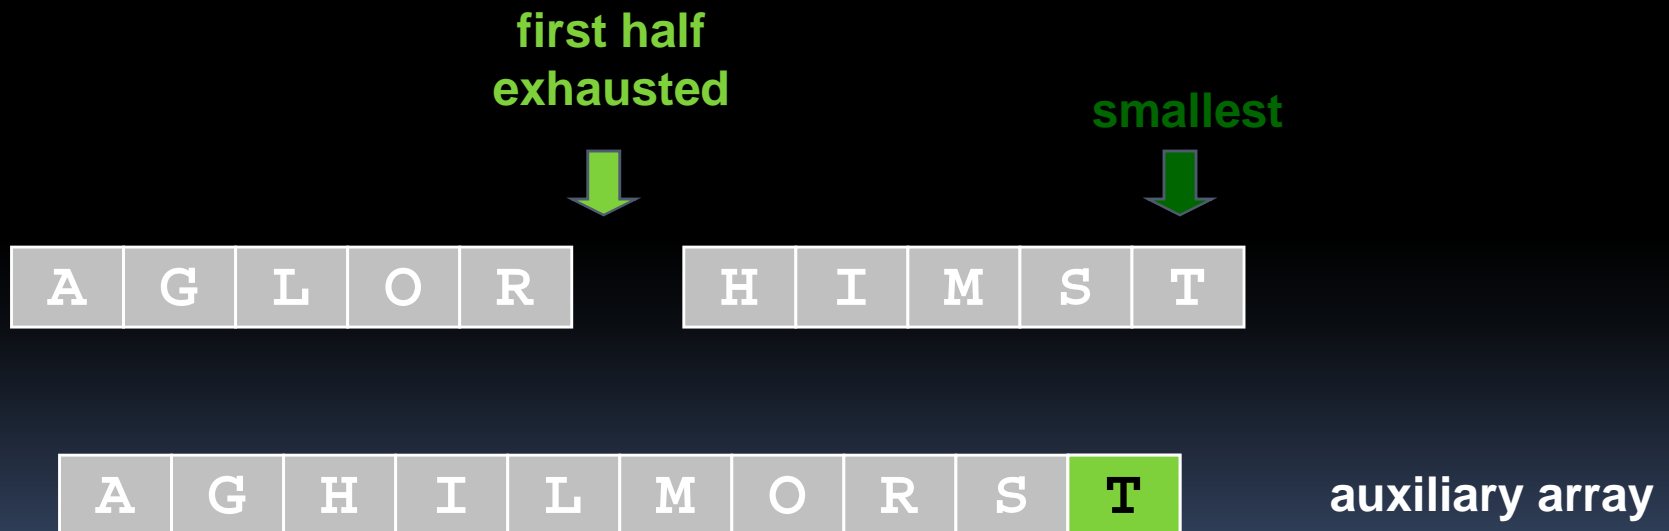 first half
exhausted
smallest
A G L O R H I M S T
A G H I L M O R S T auxiliary array